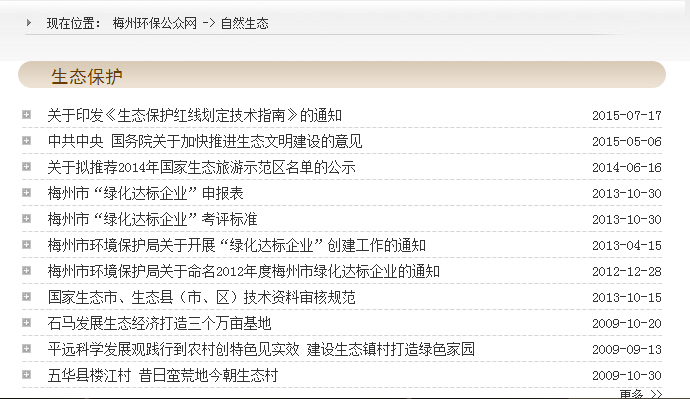 现在位置： 梅州环保公众网 -> 自然生态
生态保护
关于印发《生态保护红线划定技术指南》的通知 2015-07-17
中共中央 国务院关于加快推进生态文明建设的意见 2015-05-06
关于拟推荐2014年国家生态旅游示范区名单的公示 2014-06-16
梅州市“绿化达标企业”申报表 2013-10-30
梅州市“绿化达标企业”考评标准 2013-10-30
梅州市环境保护局关于开展“绿化达标企业”创建工作的通知 2013-04-15
梅州市环境保护局关于命名2012年度梅州市绿化达标企业的通知 2012-12-28
国家生态市、生态县（市、区）技术资料审核规范 2013-10-15
石马发展生态经济打造三个万亩基地 2009-10-20
平远科学发展观践行到农村创特色见实效 建设生态镇村打造绿色家园 2009-09-13
五华县楼江村 昔日蛮荒地今朝生态村 2009-10-30
更多 >>